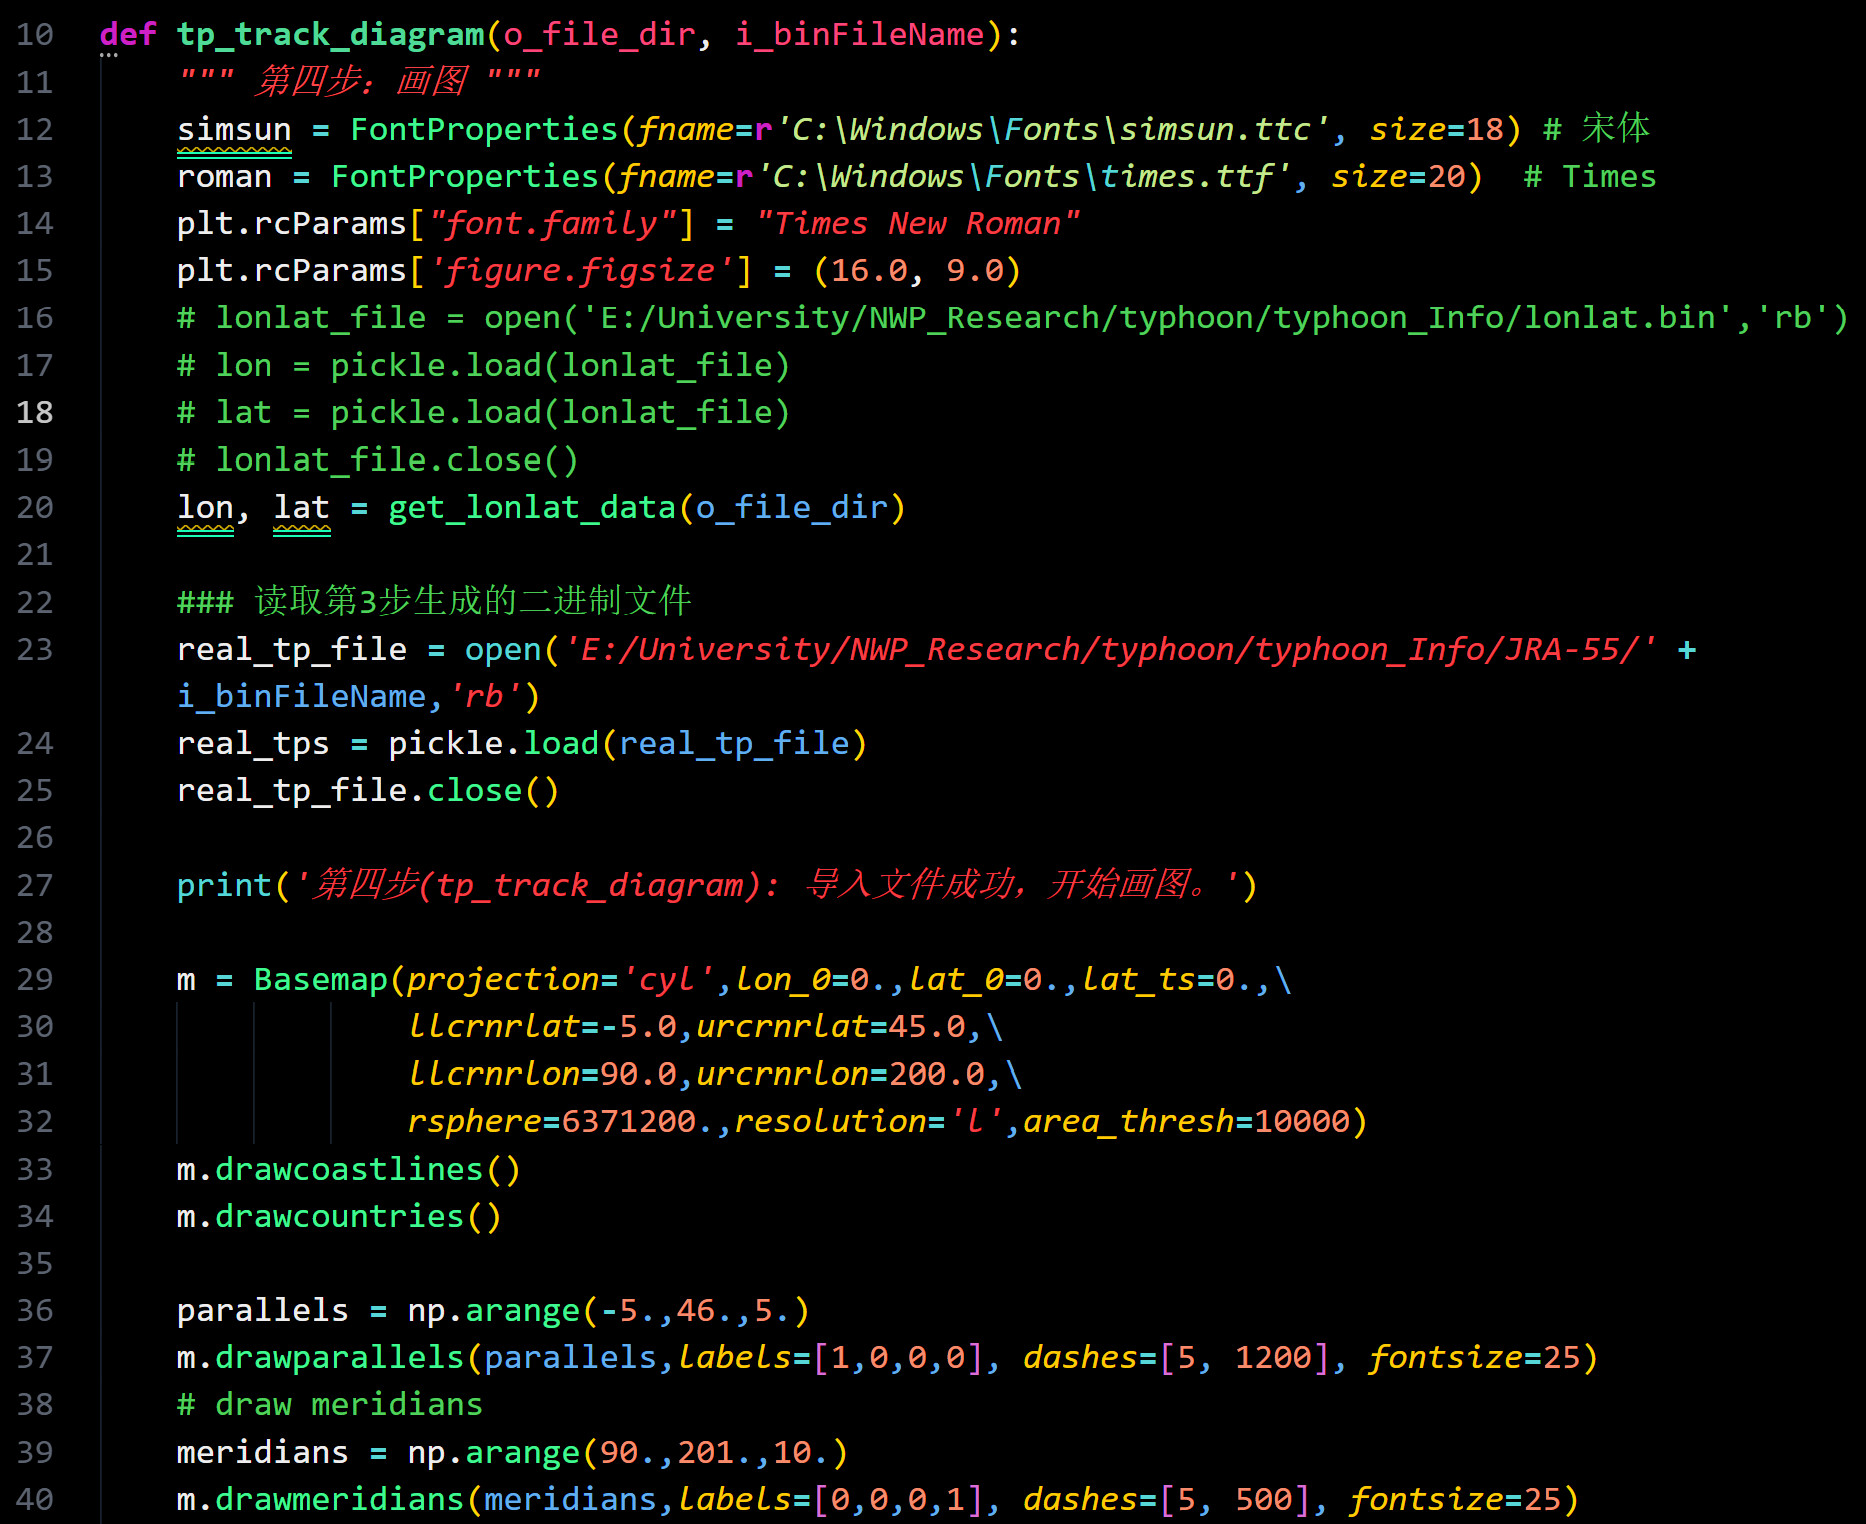 10 def tp_track_diagram(o_file_dir, i_binFileName):
11 """ 第四步：画图 """
12 simsun = FontProperties(fname=r'C:\Windows\Fonts\simsun.ttc', size=18) # 宋体
13 roman = FontProperties(fname=r'C:\Windows\Fonts\times.ttf', size=20)  # Times
14 plt.rcParams["font.family"] = "Times New Roman"
15 plt.rcParams['figure.figsize'] = (16.0, 9.0)
16 # lonlat_file = open('E:/University/NWP_Research/typhoon/typhoon_Info/lonlat.bin','rb')
17 # lon = pickle.load(lonlat_file)
18 # lat = pickle.load(lonlat_file)
19 # lonlat_file.close()
20 lon, lat = get_lonlat_data(o_file_dir)
21
22 ### 读取第3步生成的二进制文件
23 real_tp_file = open('E:/University/NWP_Research/typhoon/typhoon_Info/JRA-55/' +
i_binFileName,'rb')
24 real_tps = pickle.load(real_tp_file)
25 real_tp_file.close()
26
27 print('第四步(tp_track_diagram): 导入文件成功，开始画图。')
28
29 m = Basemap(projection='cyl',lon_0=0.,lat_0=0.,lat_ts=0.,\
30 llcrnrlat=-5.0,urcrnrlat=45.0,\
31 llcrnrlon=90.0,urcrnrlon=200.0,\
32 rsphere=6371200.,resolution='l',area_thresh=10000)
33 m.drawcoastlines()
34 m.drawcountries()
35
36 parallels = np.arange(-5.,46.,5.)
37 m.drawparallels(parallels,labels=[1,0,0,0], dashes=[5, 1200], fontsize=25)
38 # draw meridians
39 meridians = np.arange(90.,201.,10.)
40 m.drawmeridians(meridians,labels=[0,0,0,1], dashes=[5, 500], fontsize=25)